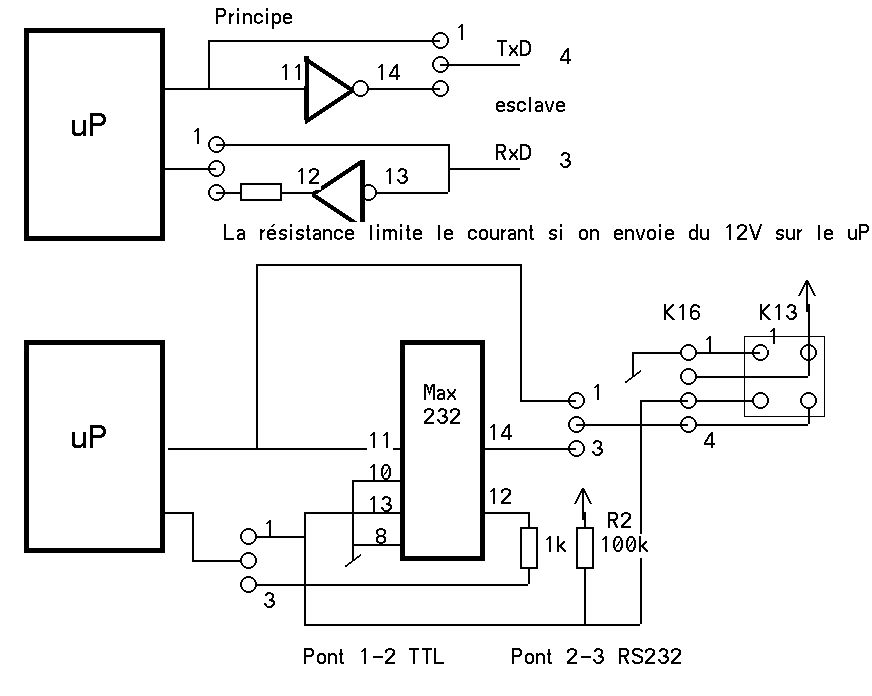 Principe
1
TxD 4
11 14
uP
esclave
1
RxD 3
12 13
La résistance limite le courant si on envoie du 12V sur le uP
K16 K13
1 1
Max
232
1
uP
11 14
3 4
10
13 12
8
1
R2
1k 100k
3
Pont 1-2 TTL Pont 2-3 RS232